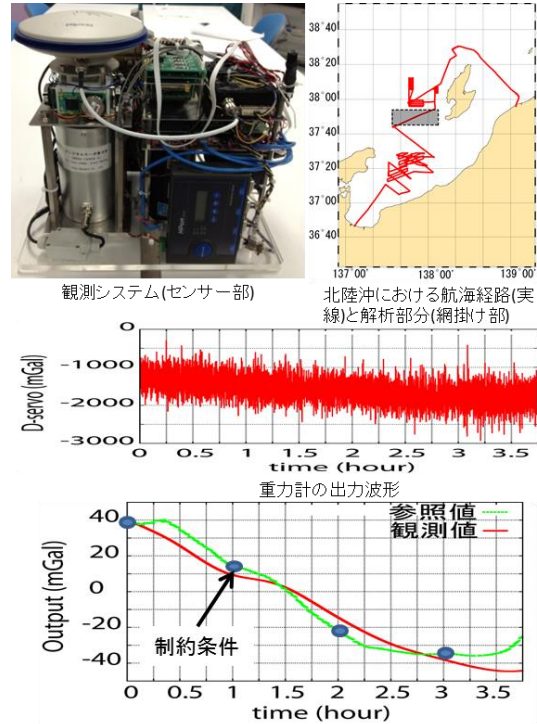 38°40'
38°20'
38°00'
37°40'
37°20'
37°00'
36°40'
137°00' 138°00' 139°00'
観測システム(センサー部)
北陸沖における航海経路(実
線)と解析部分(網掛け部)
D-servo (mGal)
0
-1000
-2000
-3000
0 0.5 1 1.5 2 2.5 3 3.5
time (hour)
重力計の出力波形
Output (mGal)
40
20
0
-20
-40
参照値
観測値
制約条件
0 0.5 1 1.5 2 2.5 3 3.5
time (hour)